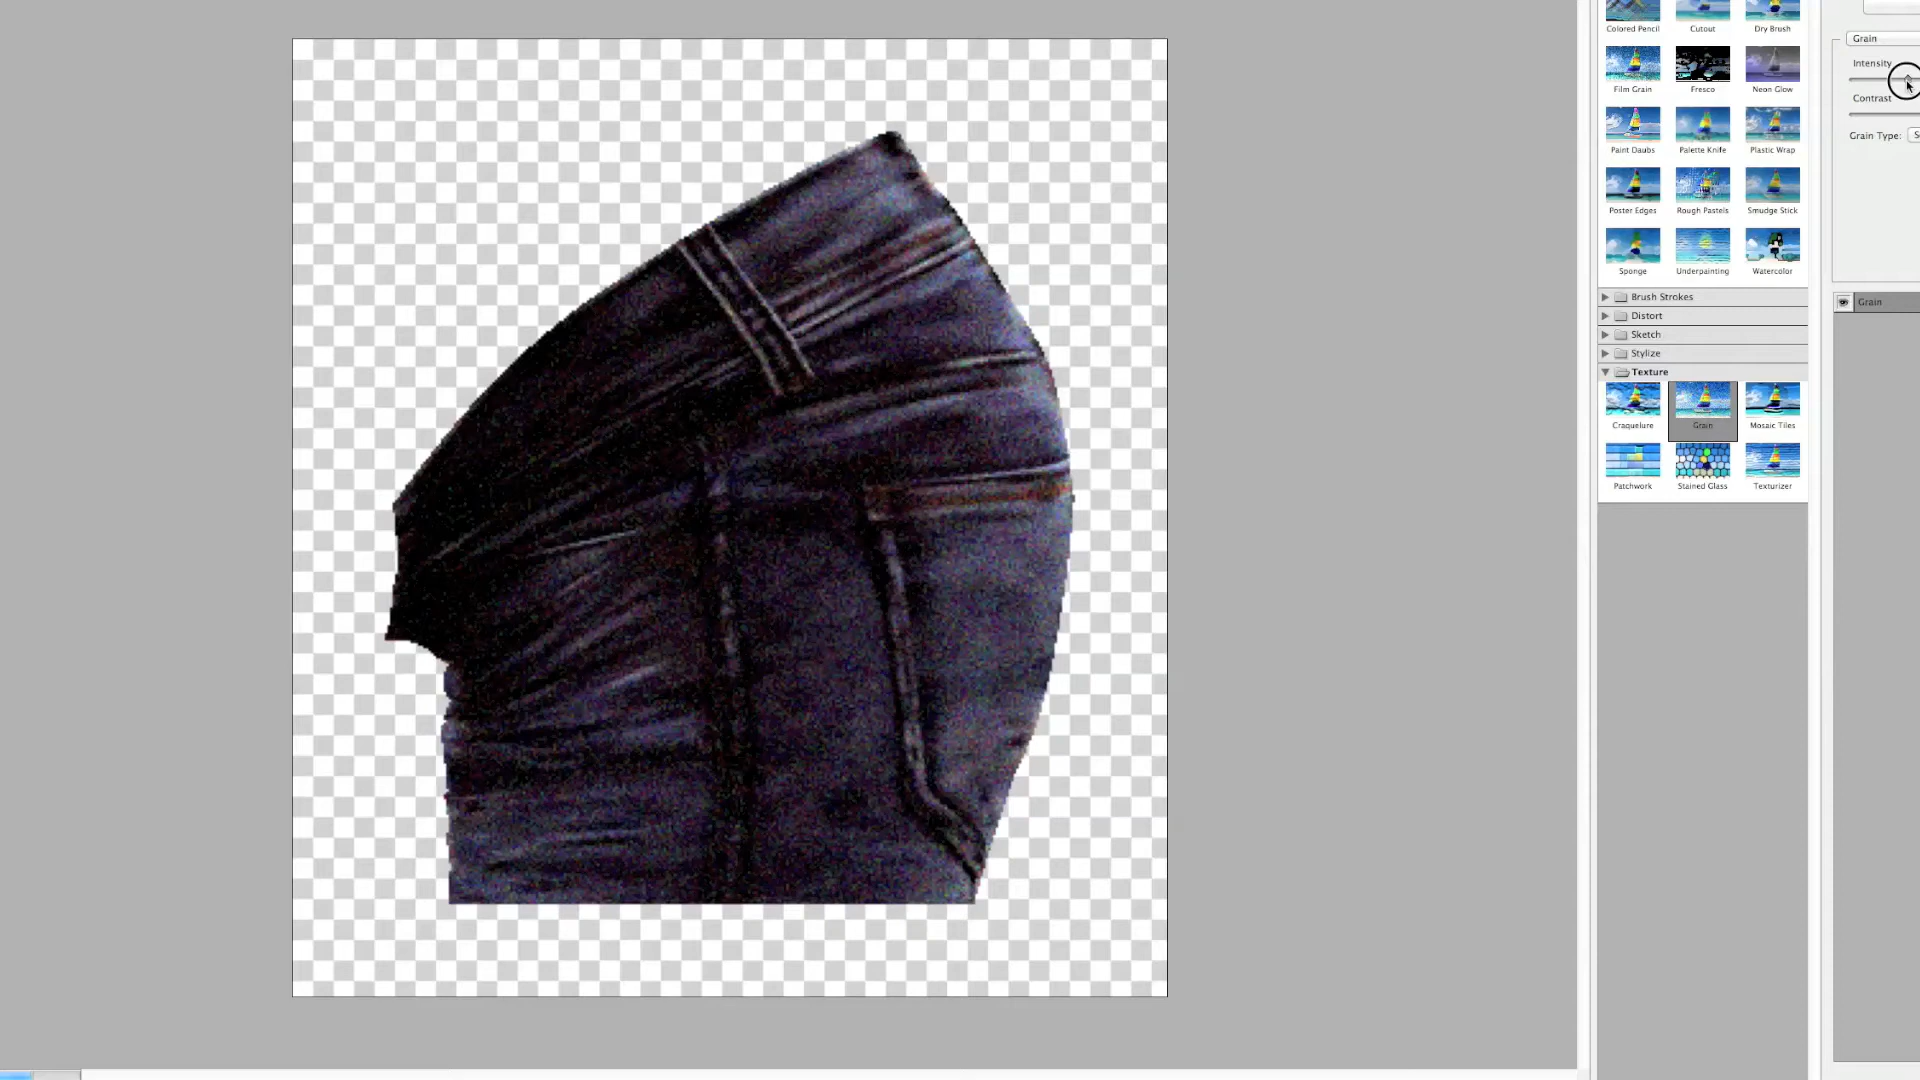 Colored Pencil Cutout Dry Brush
Film Grain Fresco Neon Glow
Paint Daubs Palette Knife Plastic Wrap
Poster Edges Rough Pastels Smudge Stick
Sponge Underpainting Watercolor
Brush Strokes
Distort
Sketch
Stylize
Texture
Craquelure Grain Mosaic Tiles
Patchwork Stained Glass Texturizer
Grain
Intensity
Contrast
Grain Type:
Grain